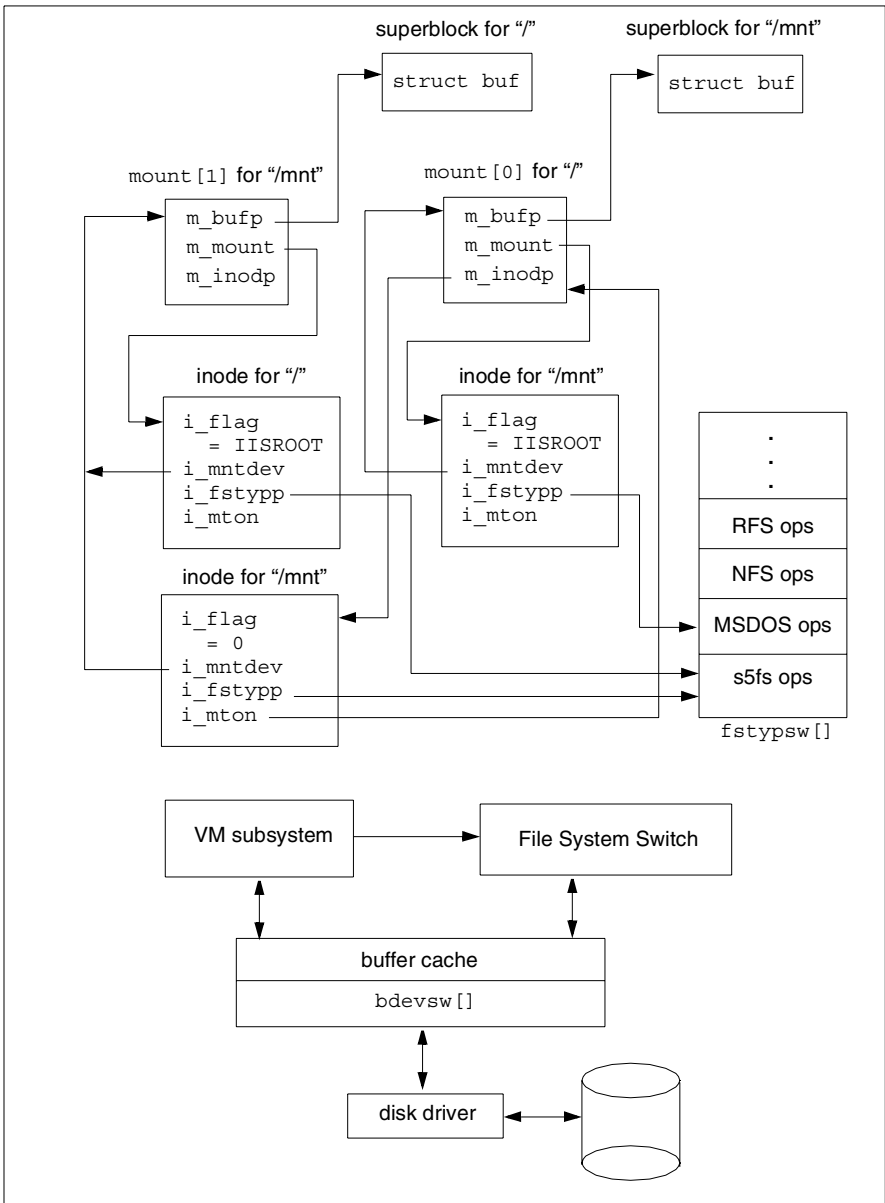 superblock for “/”
superblock for “/mnt”
struct buf
struct buf
mount[1] for “/mnt”
mount[0] for “/”
m_bufp
m_mount
m_inodp
m_bufp
m_mount
m_inodp
inode for “/”
inode for “/mnt”
i_flag
= IISROOT
i_mntdev
i_fstypp
i_mton
i_flag
= IISROOT
i_mntdev
i_fstypp
i_mton
.
.
.
RFS ops
NFS ops
MSDOS ops
s5fs ops
fstypsw[]
inode for “/mnt”
i_flag
= 0
i_mntdev
i_fstypp
i_mton
VM subsystem
File System Switch
buffer cache
bdevsw[]
disk driver